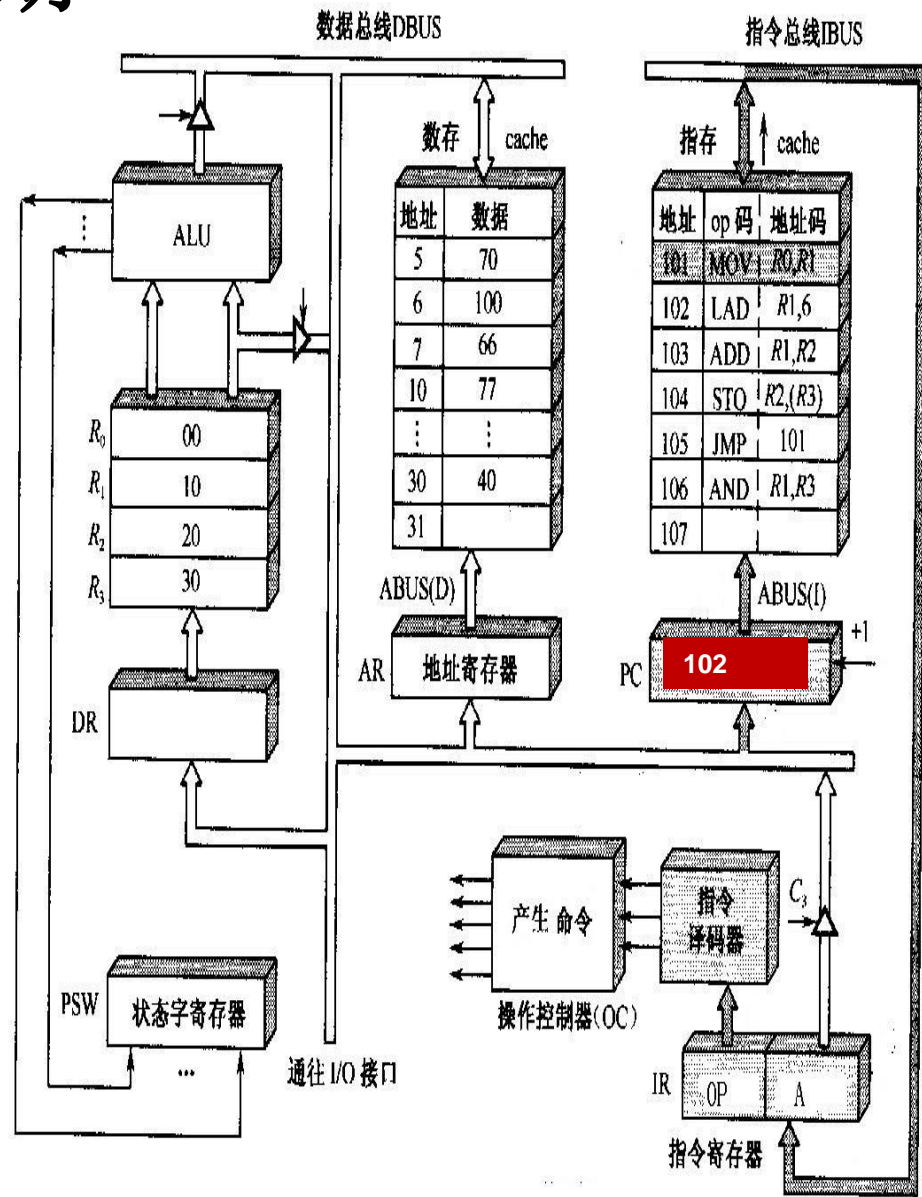 数据总线DBUS
指令总线IBUS
数存 cache
指存 cache
ALU
地址 数据
5 70
6 100
7 66
10 77
⋮ ⋮
30 40
31
地址 op码 地址码
101 MOV R0,R1
102 LAD R1,6
103 ADD R1,R2
104 STO R2,(R3)
105 JMP 101
106 AND R1,R3
107
R₀ 00
R₁ 10
R₂ 20
R₃ 30
ABUS(D)
ABUS(I)
AR 地址寄存器
PC 102
+1
DR
C₃
产生 命令
指令
译码器
操作控制器(OC)
PSW 状态字寄存器
...
通往 I/O 接口
IR OP A
指令寄存器